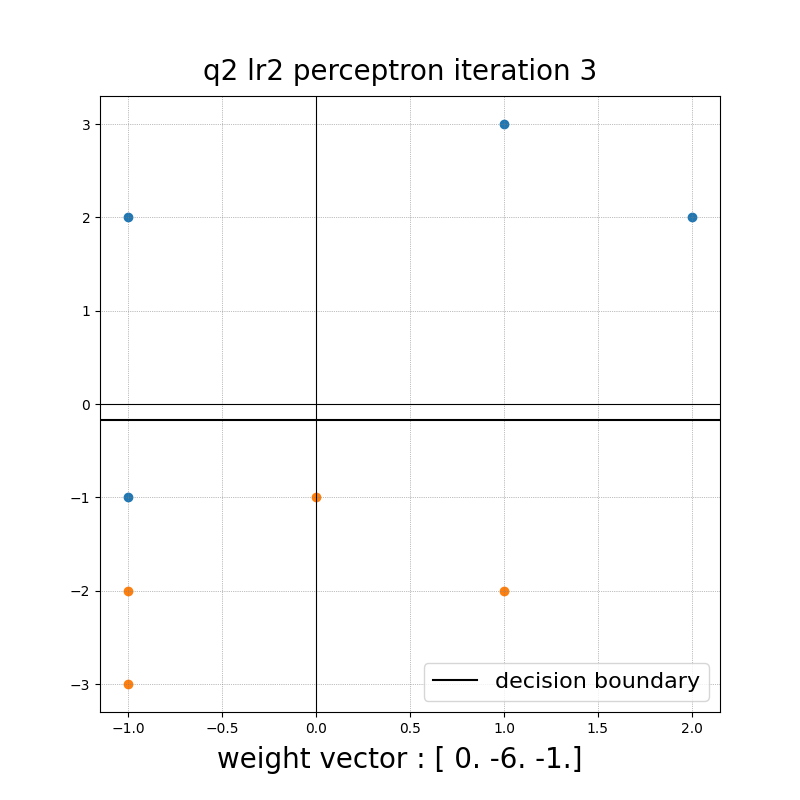 q2 lr2 perceptron iteration 3
3
2
1
0
−1
−2
−3
decision boundary
−1.0 −0.5 0.0 0.5 1.0 1.5 2.0
weight vector : [ 0. -6. -1.]